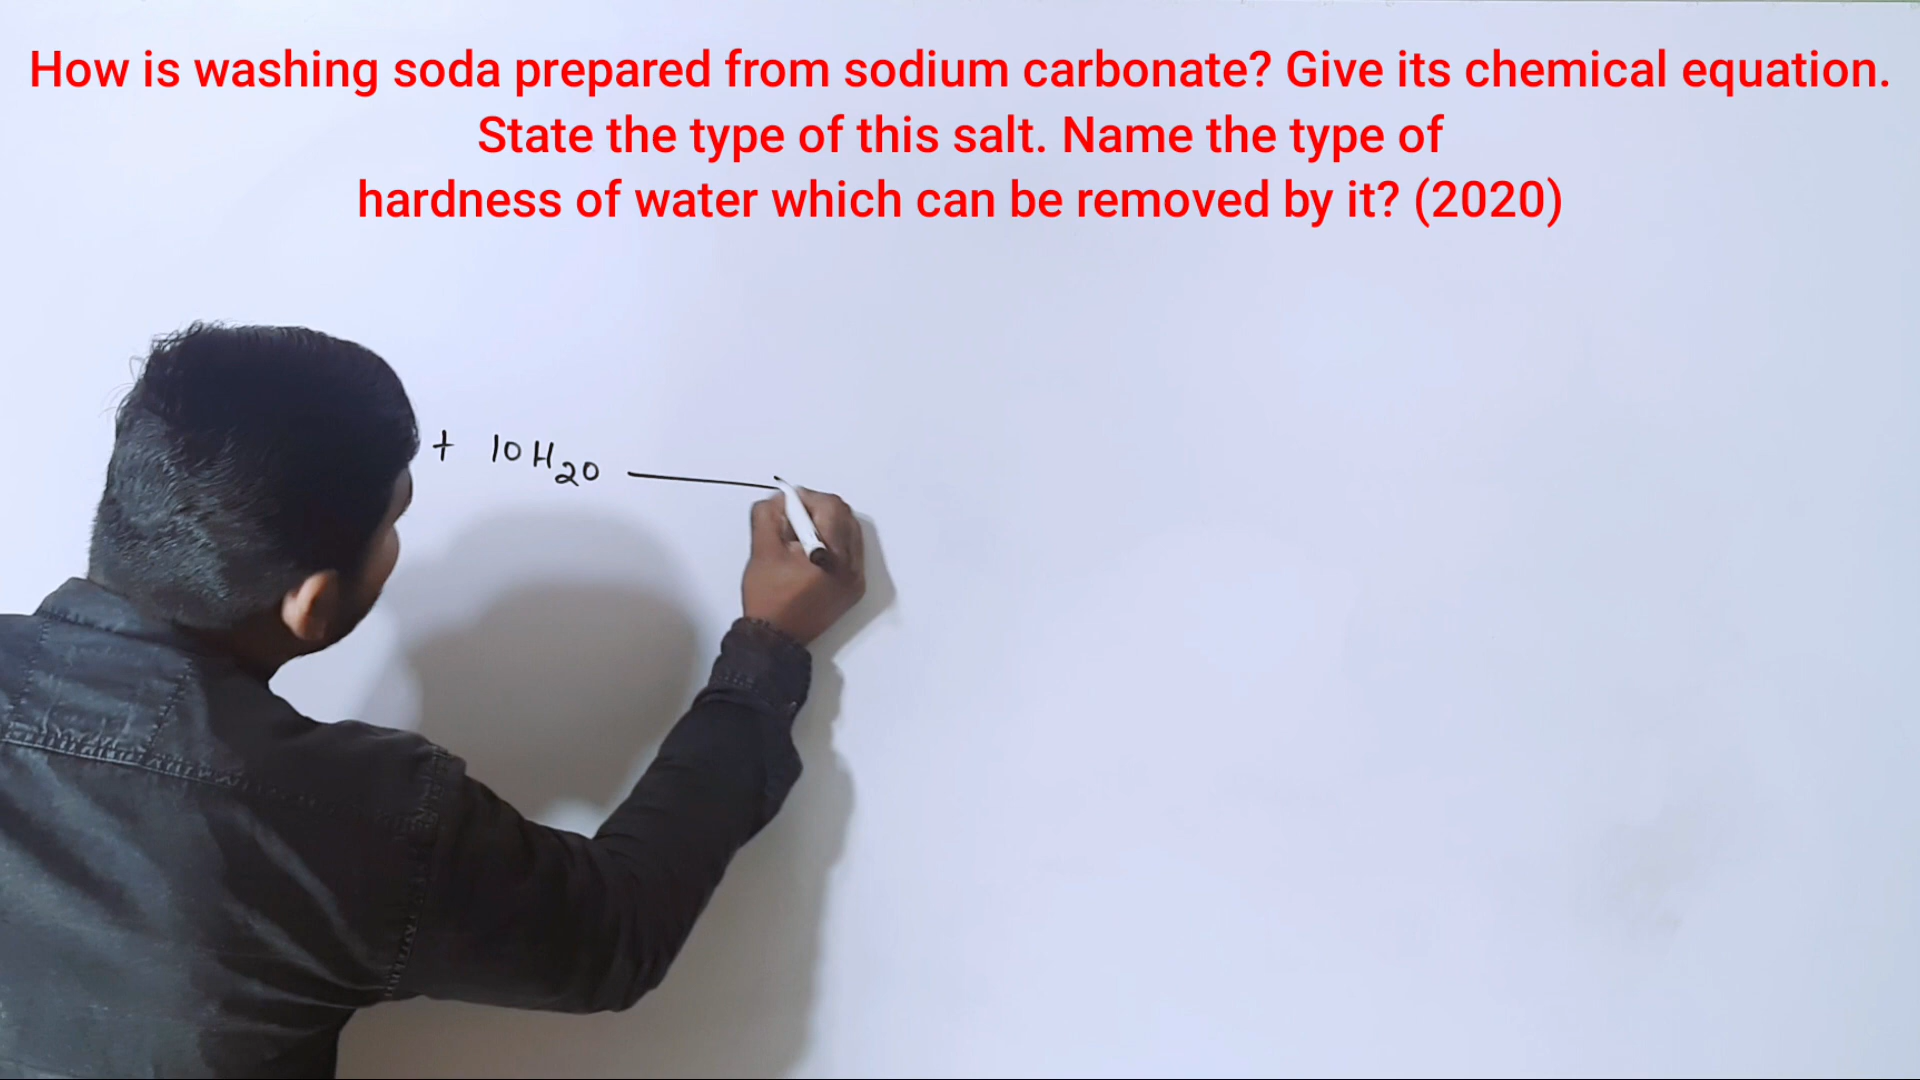 How is washing soda prepared from sodium carbonate? Give its chemical equation.
State the type of this salt. Name the type of
hardness of water which can be removed by it? (2020)
+ 10H₂O